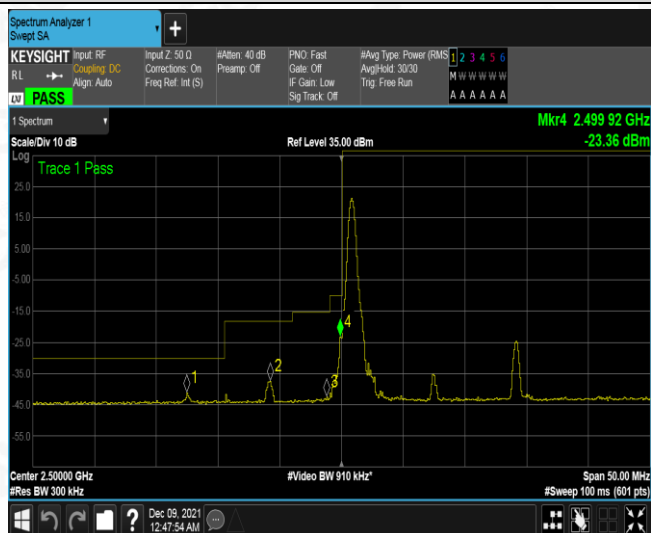 Spectrum Analyzer 1
Swept SA
KEYSIGHT
RL
LXI PASS
Input: RF
Coupling: DC
Align: Auto
Input Z: 50 Ω
Corrections: On
Freq Ref: Int (S)
#Atten: 40 dB
Preamp: Off
PNO: Fast
Gate: Off
IF Gain: Low
Sig Track: Off
#Avg Type: Power (RMS
Avg|Hold: 30/30
Trig: Free Run
1 2 3 4 5 6
M W W W W W
A A A A A A
1 Spectrum
Scale/Div 10 dB
Ref Level 35.00 dBm
Mkr4 2.499 92 GHz
-23.36 dBm
Log
Trace 1 Pass
25.0
15.0
5.00
-5.00
-15.0
-25.0
-35.0
-45.0
-55.0
1
2
3
4
Center 2.50000 GHz
#Res BW 300 kHz
#Video BW 910 kHz*
Span 50.00 MHz
#Sweep 100 ms (601 pts)
?
Dec 09, 2021
12:47:54 AM